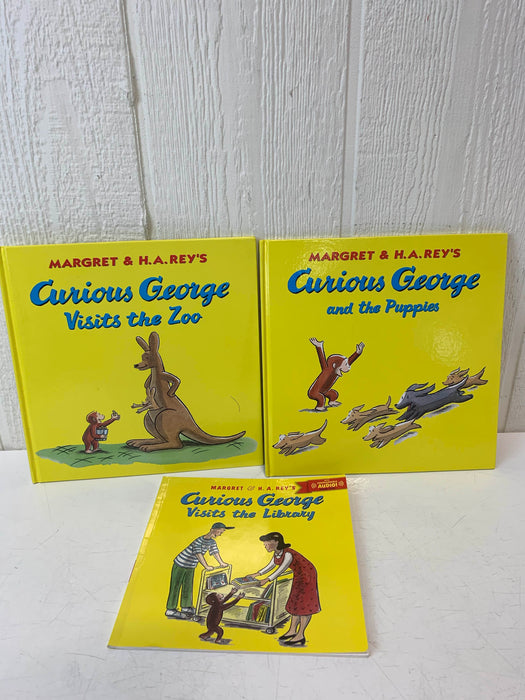 MARGRET & H.A.REY'S
Curious George
Visits the Zoo
MARGRET & H.A.REY'S
Curious George
and the Puppies
MARGRET & H.A. REY'S
AUDIO!
Curious George
Visits the Library